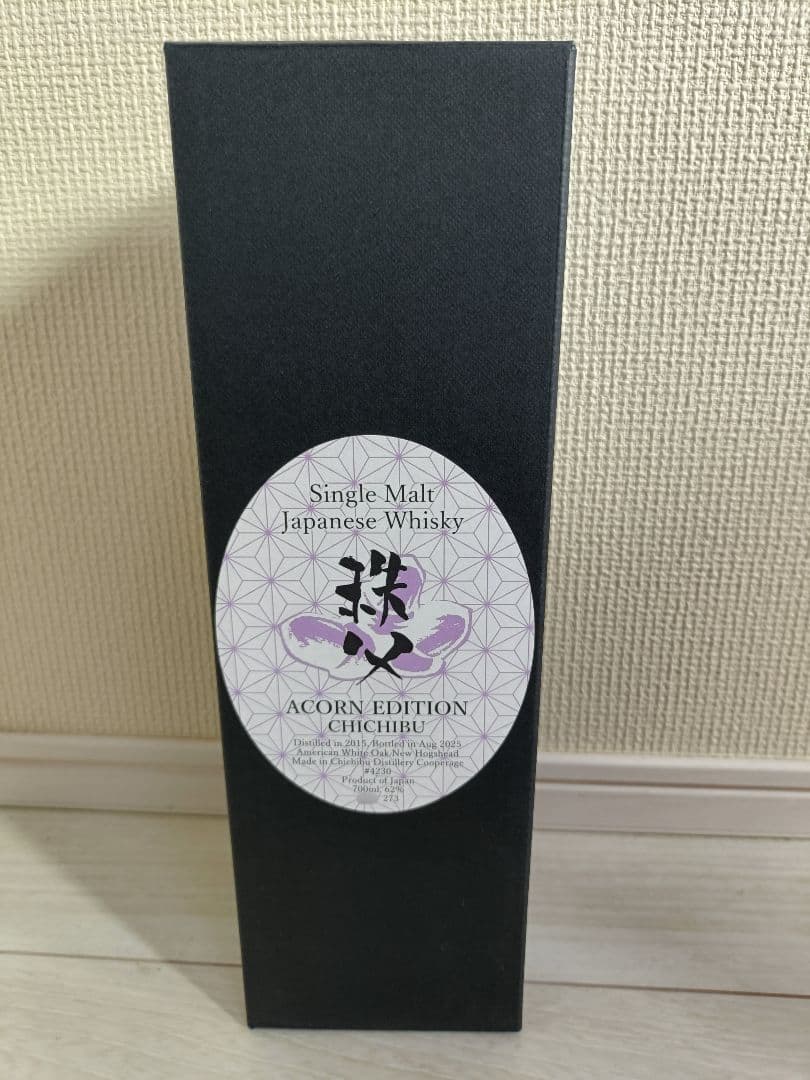 Single Malt
Japanese Whisky
秩
父
ACORN EDITION
CHICHIBU
Distilled in 2015, Bottled in Aug 2025
American White Oak New Hogshead
Made in Chichibu Distillery Cooperage
#4230
Product of Japan
700ml, 62%
273